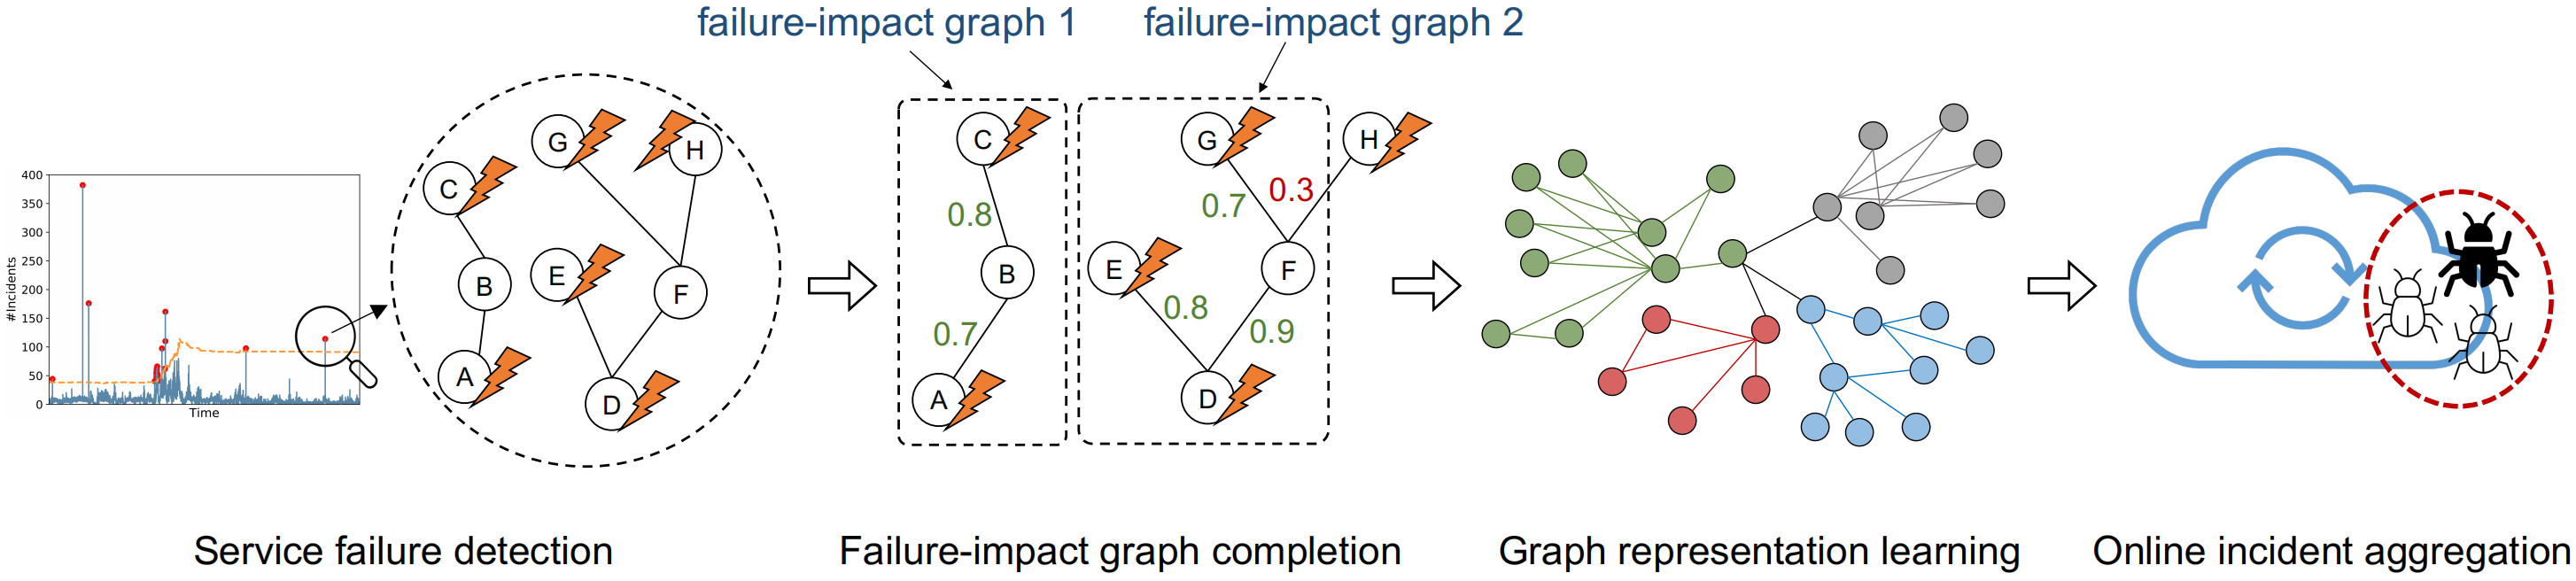 failure-impact graph 1
failure-impact graph 2
400
350
300
250
200
150
100
50
0
#Incidents
Time
C
G
H
B
E
F
A
D
C
0.8
B
0.7
A
G
H
0.7
0.3
E
F
0.8
0.9
D
Service failure detection
Failure-impact graph completion
Graph representation learning
Online incident aggregation